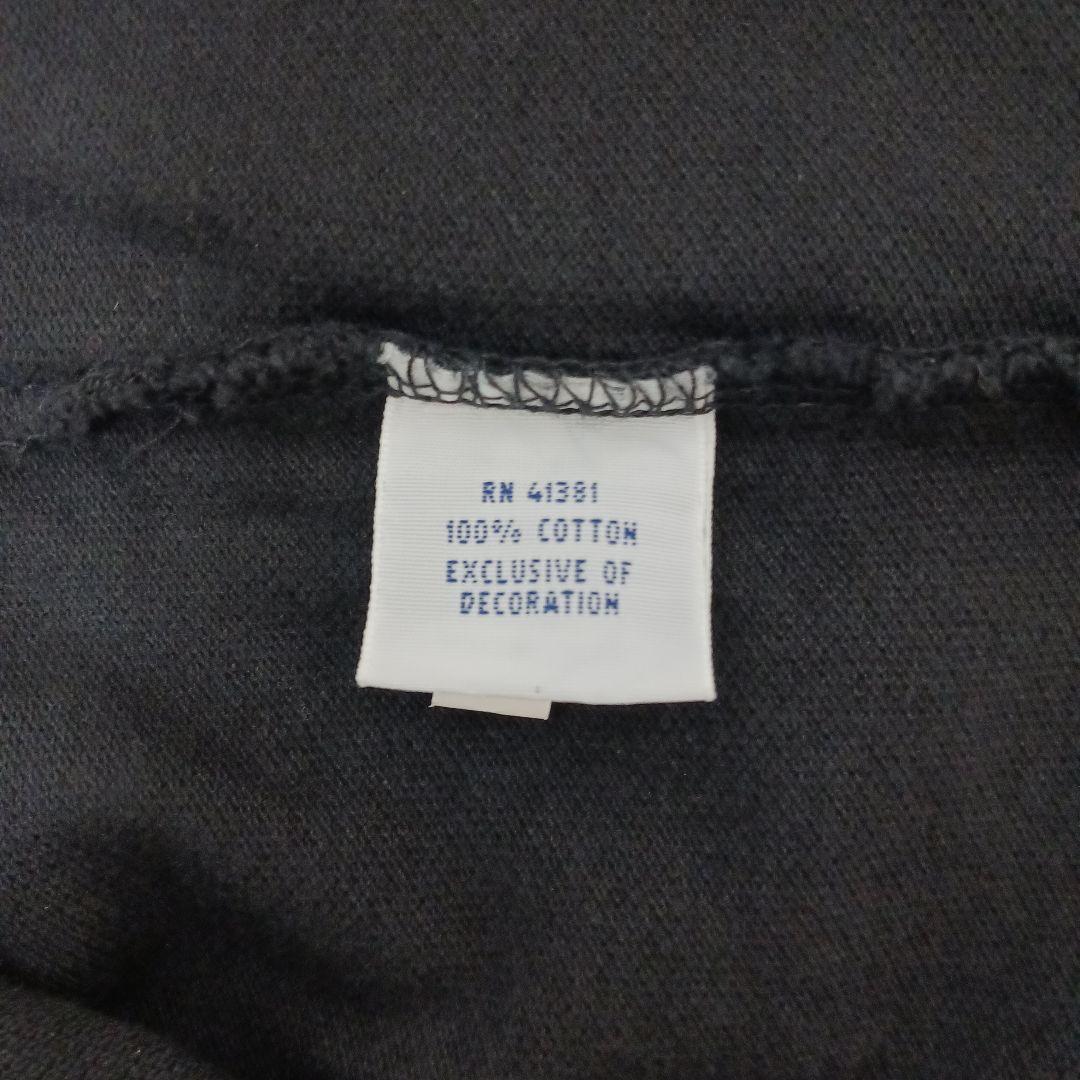 RN 41381
100% COTTON
EXCLUSIVE OF
DECORATION